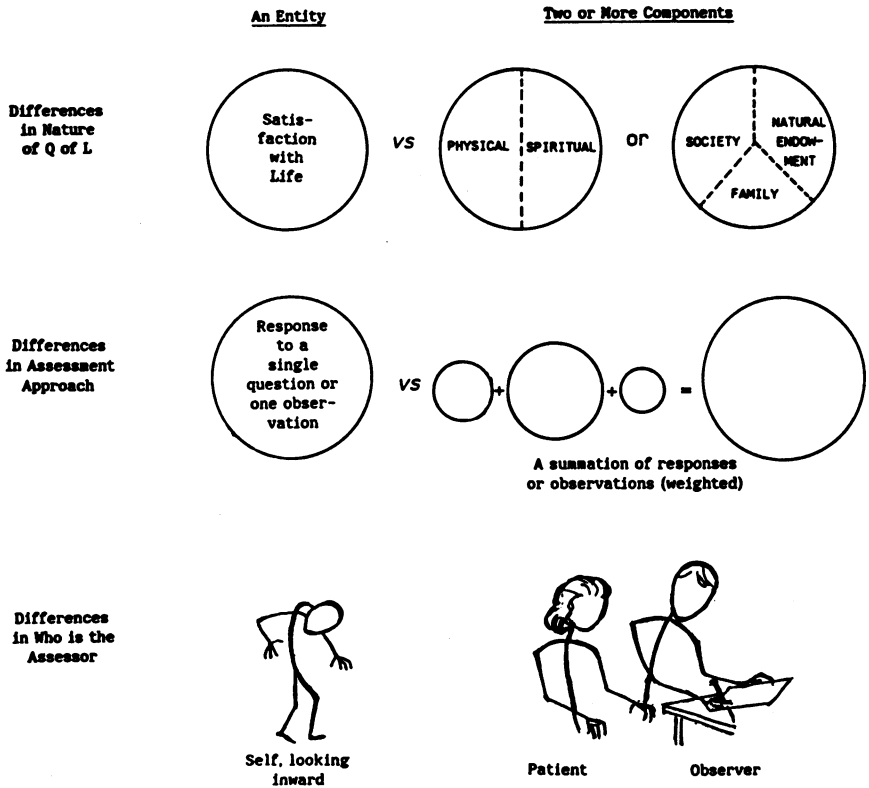 An Entity
Two or More Components
Differences
in Nature
of Q of L
Satis-
faction
with
Life
vs
PHYSICAL
SPIRITUAL
or
SOCIETY
NATURAL
ENDOW-
MENT
FAMILY
Differences
in Assessment
Approach
Response
to a
single
question or
one obser-
vation
vs
+
+
=
A summation of responses
or observations (weighted)
Differences
in Who is the
Assessor
Self, looking
inward
Patient
Observer